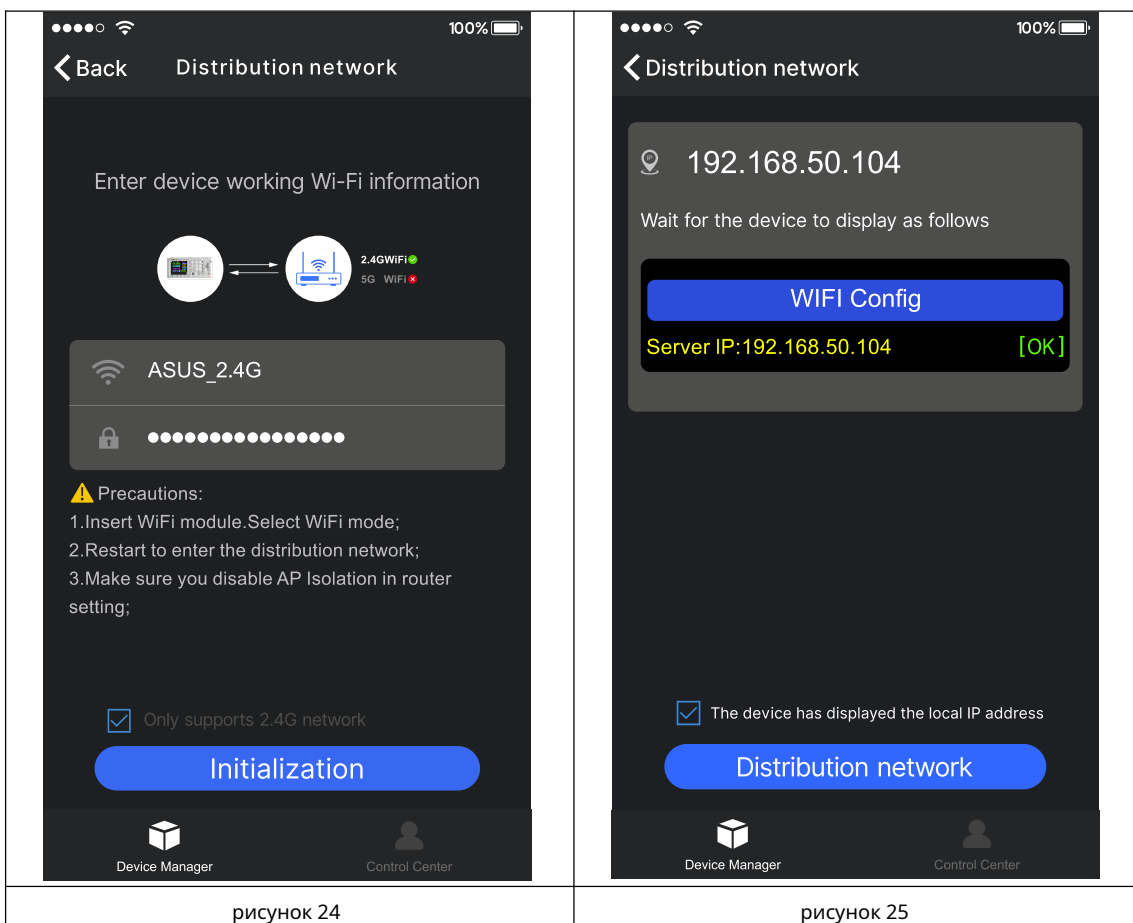 100%
Back Distribution network
Enter device working Wi-Fi information
2.4GWiFi
5G WiFi
ASUS_2.4G
●●●●●●●●●●●●●●●●
Precautions:
1.Insert WiFi module.Select WiFi mode;
2.Restart to enter the distribution network;
3.Make sure you disable AP Isolation in router
setting;
Only supports 2.4G network
Initialization
Device Manager Control Center
рисунок 24
100%
Distribution network
IP
192.168.50.104
Wait for the device to display as follows
WIFI Config
Server IP:192.168.50.104 [OK]
The device has displayed the local IP address
Distribution network
Device Manager Control Center
рисунок 25